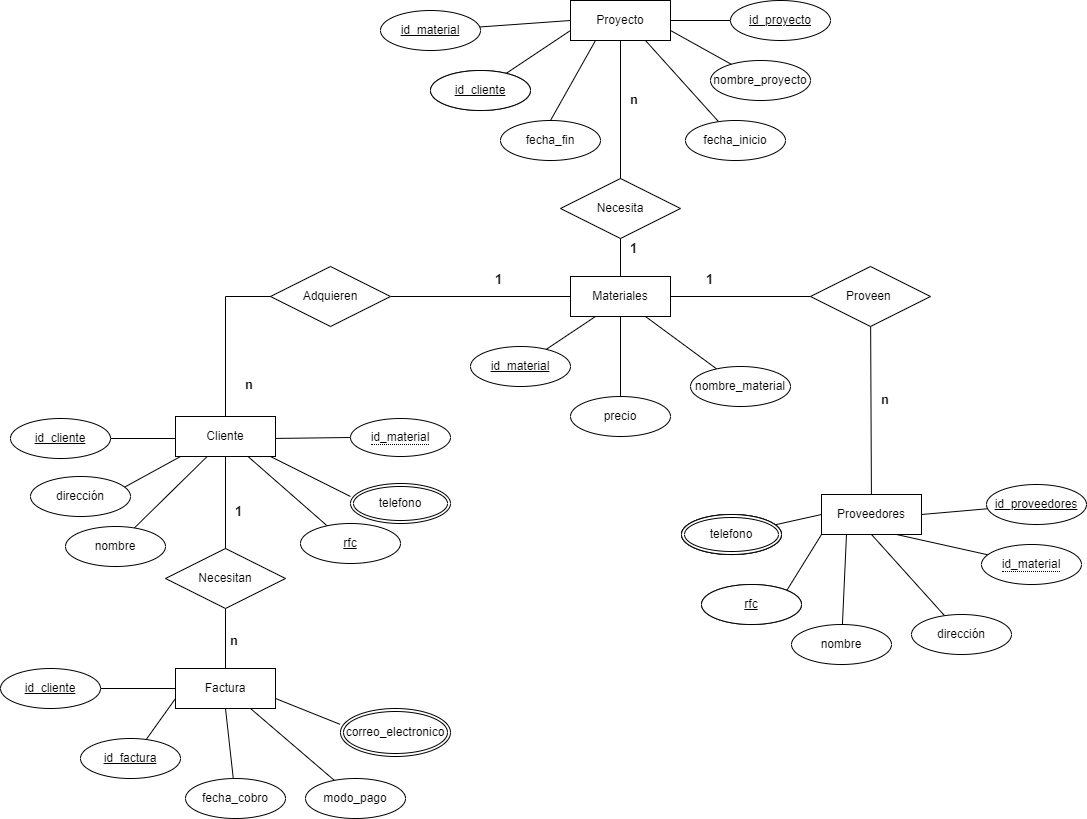 Proyecto
id_material
id_proyecto
id_cliente
nombre_proyecto
n
fecha_fin
fecha_inicio
Necesita
1
Adquieren
1
Materiales
1
Proveen
id_material
nombre_material
precio
n
n
id_cliente
Cliente
id_material
dirección
telefono
nombre
rfc
1
Necesitan
n
Proveedores
id_proveedores
telefono
id_material
rfc
nombre
dirección
id_cliente
Factura
correo_electronico
id_factura
fecha_cobro
modo_pago